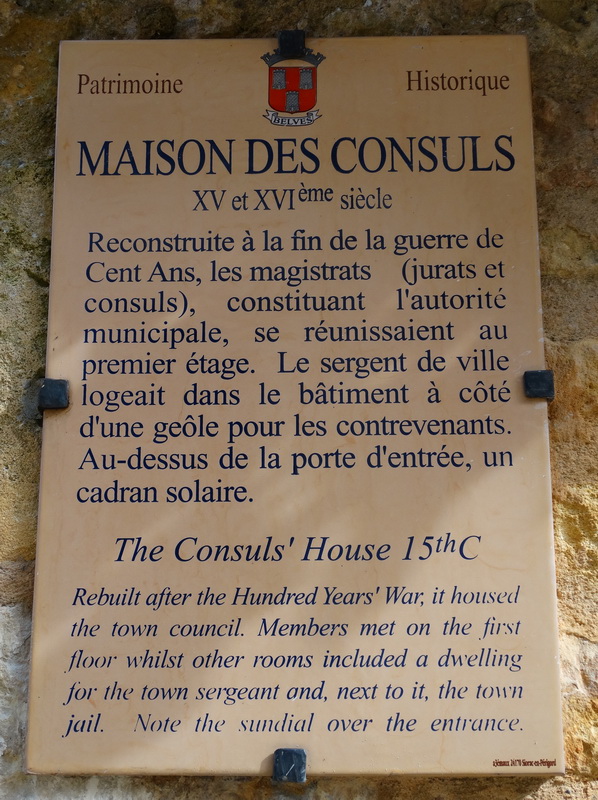 Patrimoine Historique
BELVÈS
MAISON DES CONSULS
XV et XVIème siècle
Reconstruite à la fin de la guerre de
Cent Ans, les magistrats (jurats et
consuls), constituant l'autorité
municipale, se réunissaient au
premier étage. Le sergent de ville
logeait dans le bâtiment à côté
d'une geôle pour les contrevenants.
Au-dessus de la porte d'entrée, un
cadran solaire.
The Consuls' House 15thC
Rebuilt after the Hundred Years' War, it housed
the town council. Members met on the first
floor whilst other rooms included a dwelling
for the town sergeant and, next to it, the town
jail. Note the sundial over the entrance.
24170 Siorac-en-Périgord